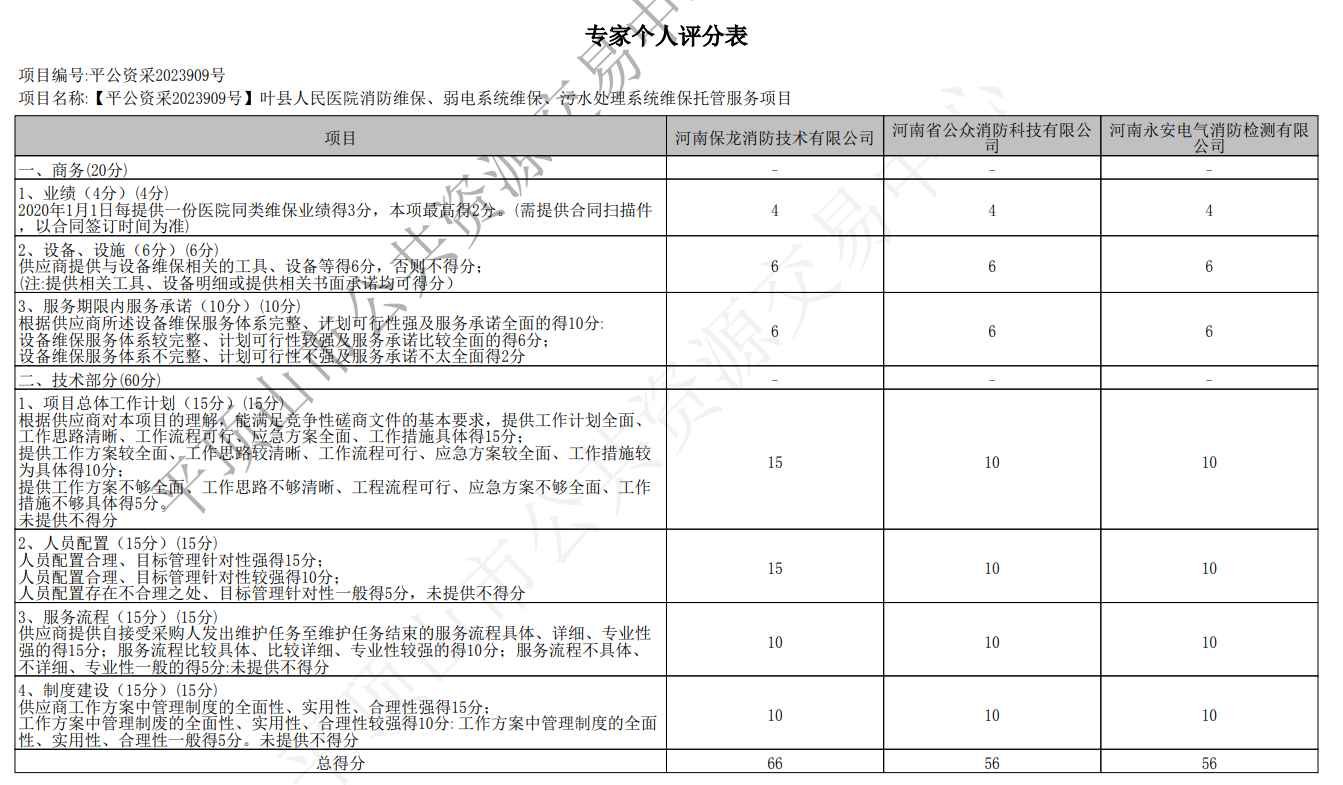 专家个人评分表
项目编号:平公资采2023909号
项目名称:【平公资采2023909号】叶县人民医院消防维保、弱电系统维保、污水处理系统维保托管服务项目
项目
河南保龙消防技术有限公司
河南省公众消防科技有限公
司
河南永安电气消防检测有限
公司
一、商务(20分)
-
-
-
1、业绩（4分）(4分)
2020年1月1日每提供一份医院同类维保业绩得3分，本项最高得2分。(需提供合同扫描件
，以合同签订时间为准)
4
4
4
2、设备、设施（6分）(6分)
供应商提供与设备维保相关的工具、设备等得6分，否则不得分；
(注:提供相关工具、设备明细或提供相关书面承诺均可得分）
6
6
6
3、服务期限内服务承诺（10分）(10分)
根据供应商所述设备维保服务体系完整、计划可行性强及服务承诺全面的得10分:
设备维保服务体系较完整、计划可行性较强及服务承诺比较全面的得6分；
设备维保服务体系不完整、计划可行性不强及服务承诺不太全面得2分
6
6
6
二、技术部分(60分)
-
-
-
1、项目总体工作计划（15分）(15分)
根据供应商对本项目的理解，能满足竞争性磋商文件的基本要求，提供工作计划全面、
工作思路清晰、工作流程可行、应急方案全面、工作措施具体得15分；
提供工作方案较全面、工作思路较清晰、工作流程可行、应急方案较全面、工作措施较
为具体得10分；
提供工作方案不够全面、工作思路不够清晰、工程流程可行、应急方案不够全面、工作
措施不够具体得5分。
未提供不得分
15
10
10
2、人员配置（15分）(15分)
人员配置合理、目标管理针对性强得15分；
人员配置合理、目标管理针对性较强得10分；
人员配置存在不合理之处、目标管理针对性一般得5分，未提供不得分
15
10
10
3、服务流程（15分）(15分)
供应商提供自接受采购人发出维护任务至维护任务结束的服务流程具体、详细、专业性
强的得15分；服务流程比较具体、比较详细、专业性较强的得10分；服务流程不具体、
不详细、专业性一般的得5分:未提供不得分
10
10
10
4、制度建设（15分）(15分)
供应商工作方案中管理制度的全面性、实用性、合理性强得15分；
工作方案中管理制废的全面性、实用性、合理性较强得10分:工作方案中管理制度的全面
性、实用性、合理性一般得5分。未提供不得分
10
10
10
总得分
66
56
56
平顶山市公共资源交易中
平顶山市公共资源交易中心